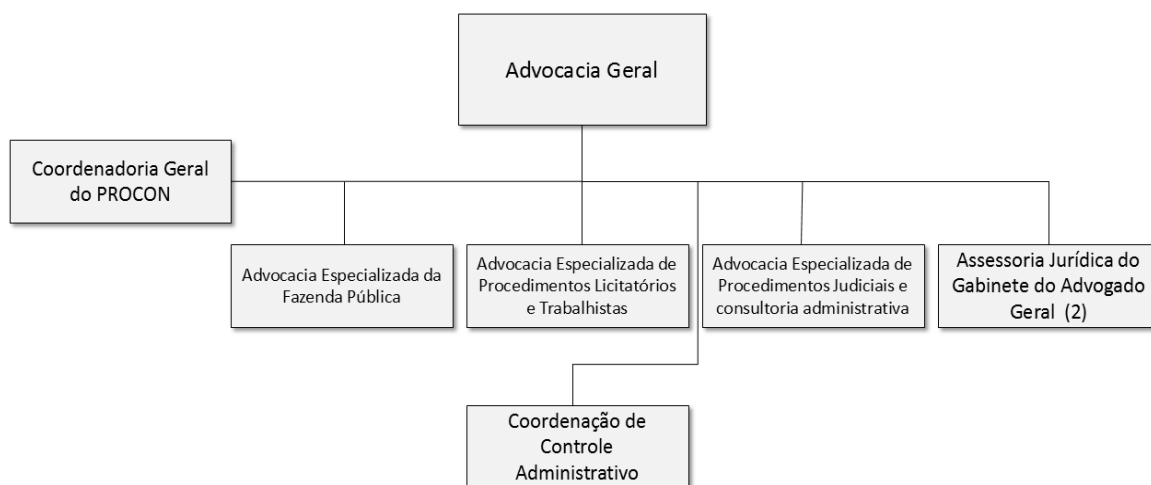 Advocacia Geral
Coordenadoria Geral
do PROCON
Advocacia Especializada da
Fazenda Pública
Advocacia Especializada de
Procedimentos Licitatórios
e Trabalhistas
Advocacia Especializada de
Procedimentos Judiciais e
consultoria administrativa
Assessoria Jurídica do
Gabinete do Advogado
Geral (2)
Coordenação de
Controle
Administrativo